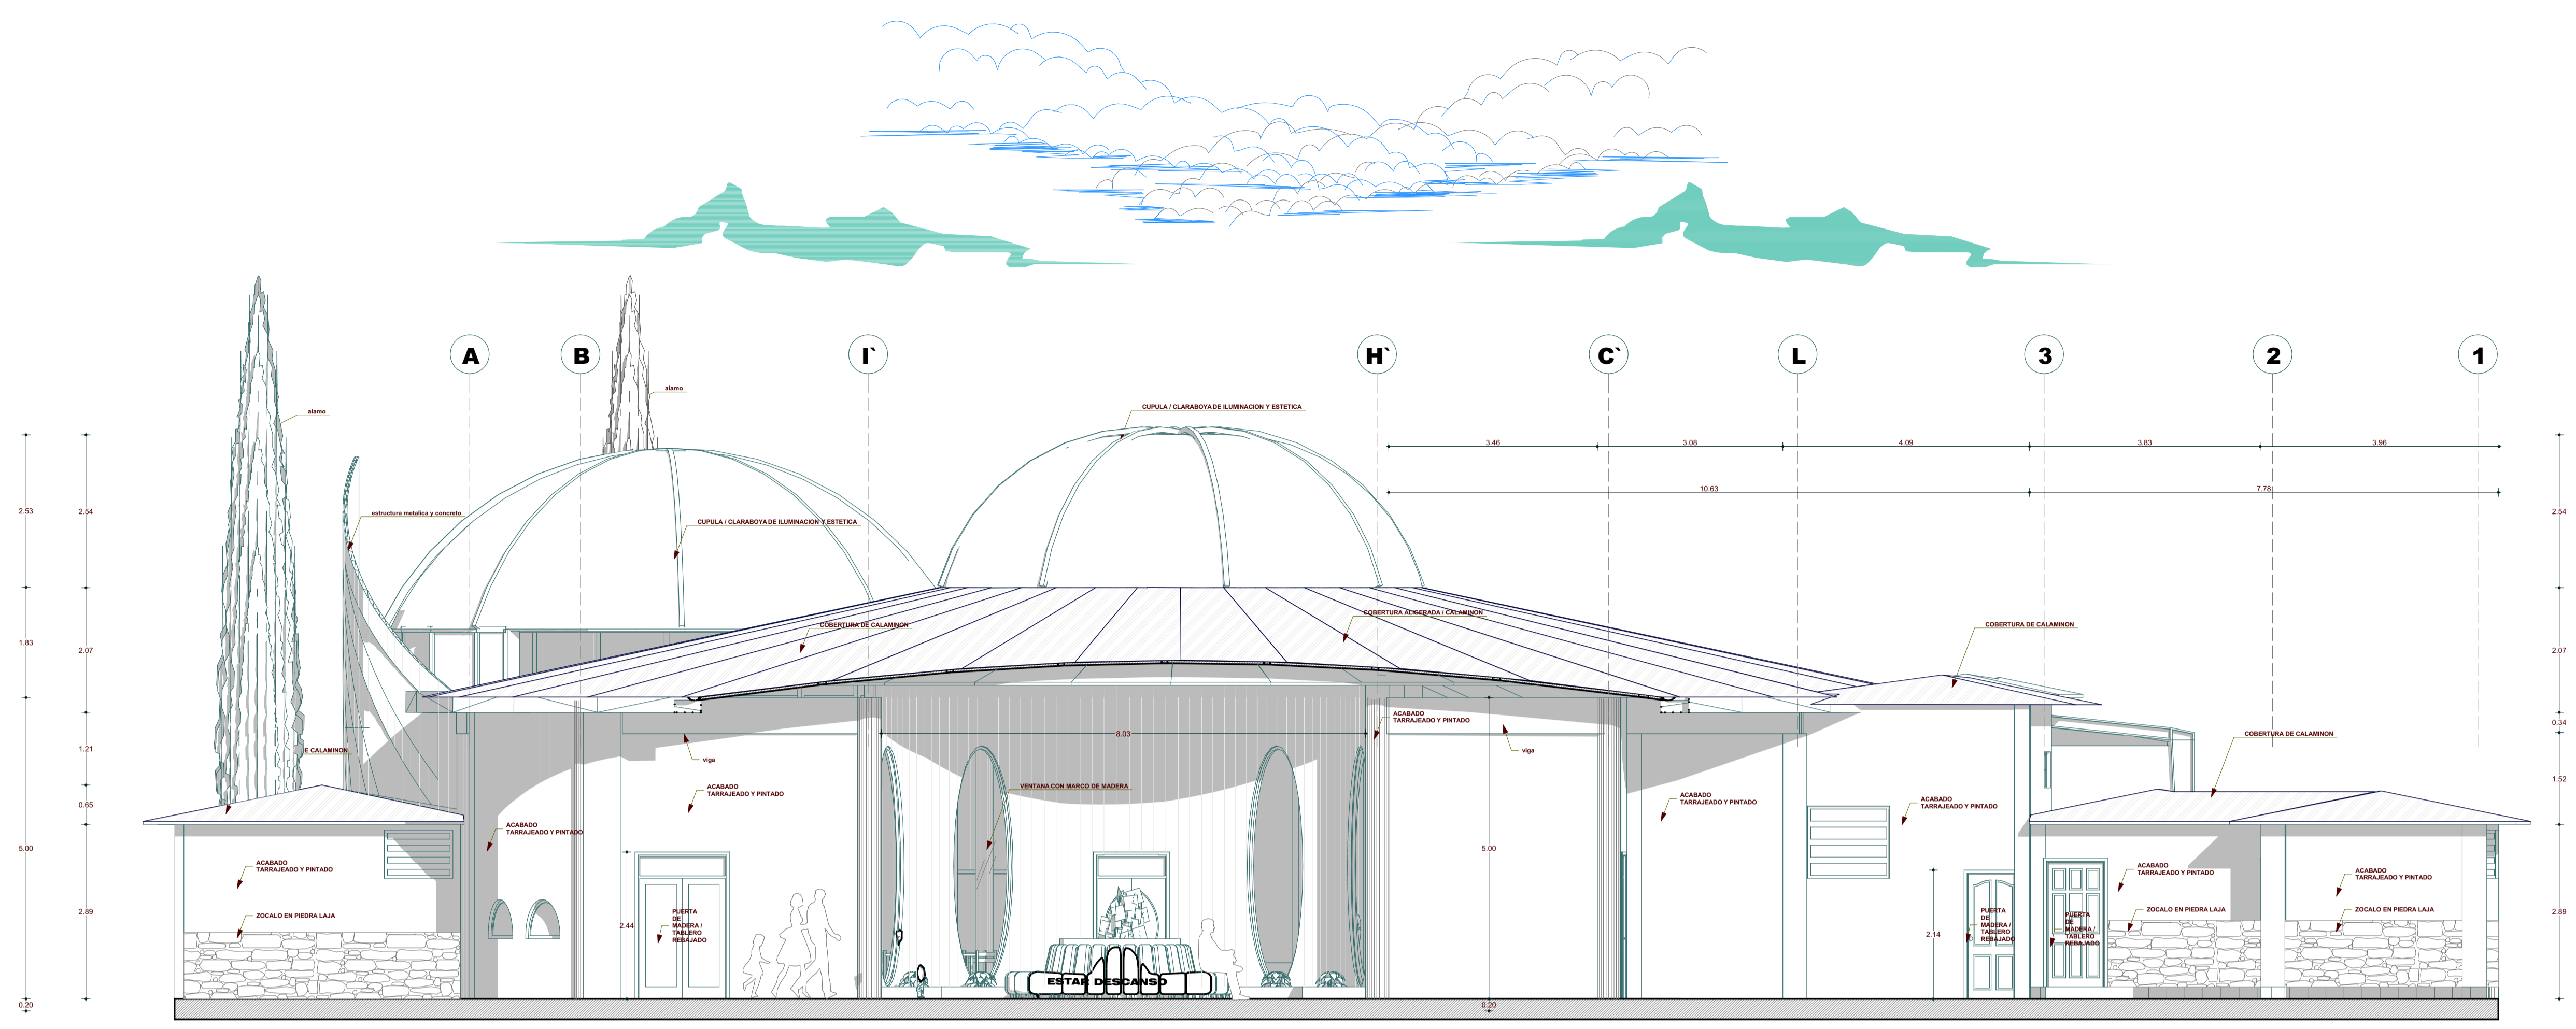 A
B
I`
H`
C`
L
3
2
1
alamo
alamo
CUPULA / CLARABOYA DE ILUMINACION Y ESTETICA
3.46
3.08
4.09
3.83
3.96
10.63
7.78
2.53
2.54
estructura metalica y concreto
CUPULA / CLARABOYA DE ILUMINACION Y ESTETICA
2.54
COBERTURA DE CALAMINON
COBERTURA ALIGERADA / CALAMINON
COBERTURA DE CALAMINON
1.83
2.07
2.07
ACABADO
TARRAJEADO Y PINTADO
0.34
8.03
COBERTURA DE CALAMINON
1.21
E CALAMINON
viga
viga
1.52
VENTANA CON MARCO DE MADERA
ACABADO
TARRAJEADO Y PINTADO
ACABADO
TARRAJEADO Y PINTADO
ACABADO
TARRAJEADO Y PINTADO
0.65
ACABADO
TARRAJEADO Y PINTADO
5.00
5.00
ACABADO
TARRAJEADO Y PINTADO
ACABADO
TARRAJEADO Y PINTADO
ACABADO
TARRAJEADO Y PINTADO
2.89
ZOCALO EN PIEDRA LAJA
2.44
PUERTA
DE
MADERA /
TABLERO
REBAJADO
2.14
PUERTA
DE
MADERA /
TABLERO
REBAJADO
PUERTA
DE
MADERA /
TABLERO
REBAJADO
ZOCALO EN PIEDRA LAJA
ZOCALO EN PIEDRA LAJA
2.89
ESTAR DESCANSO
0.20
0.20